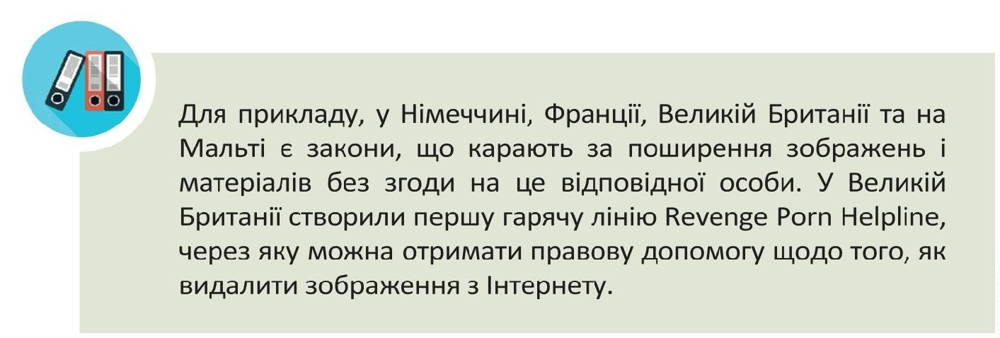 Для прикладу, у Німеччині, Франції, Великій Британії та на
Мальті є закони, що карають за поширення зображень і
матеріалів без згоди на це відповідної особи. У Великій
Британії створили першу гарячу лінію Revenge Porn Helpline,
через яку можна отримати правову допомогу щодо того, як
видалити зображення з Інтернету.